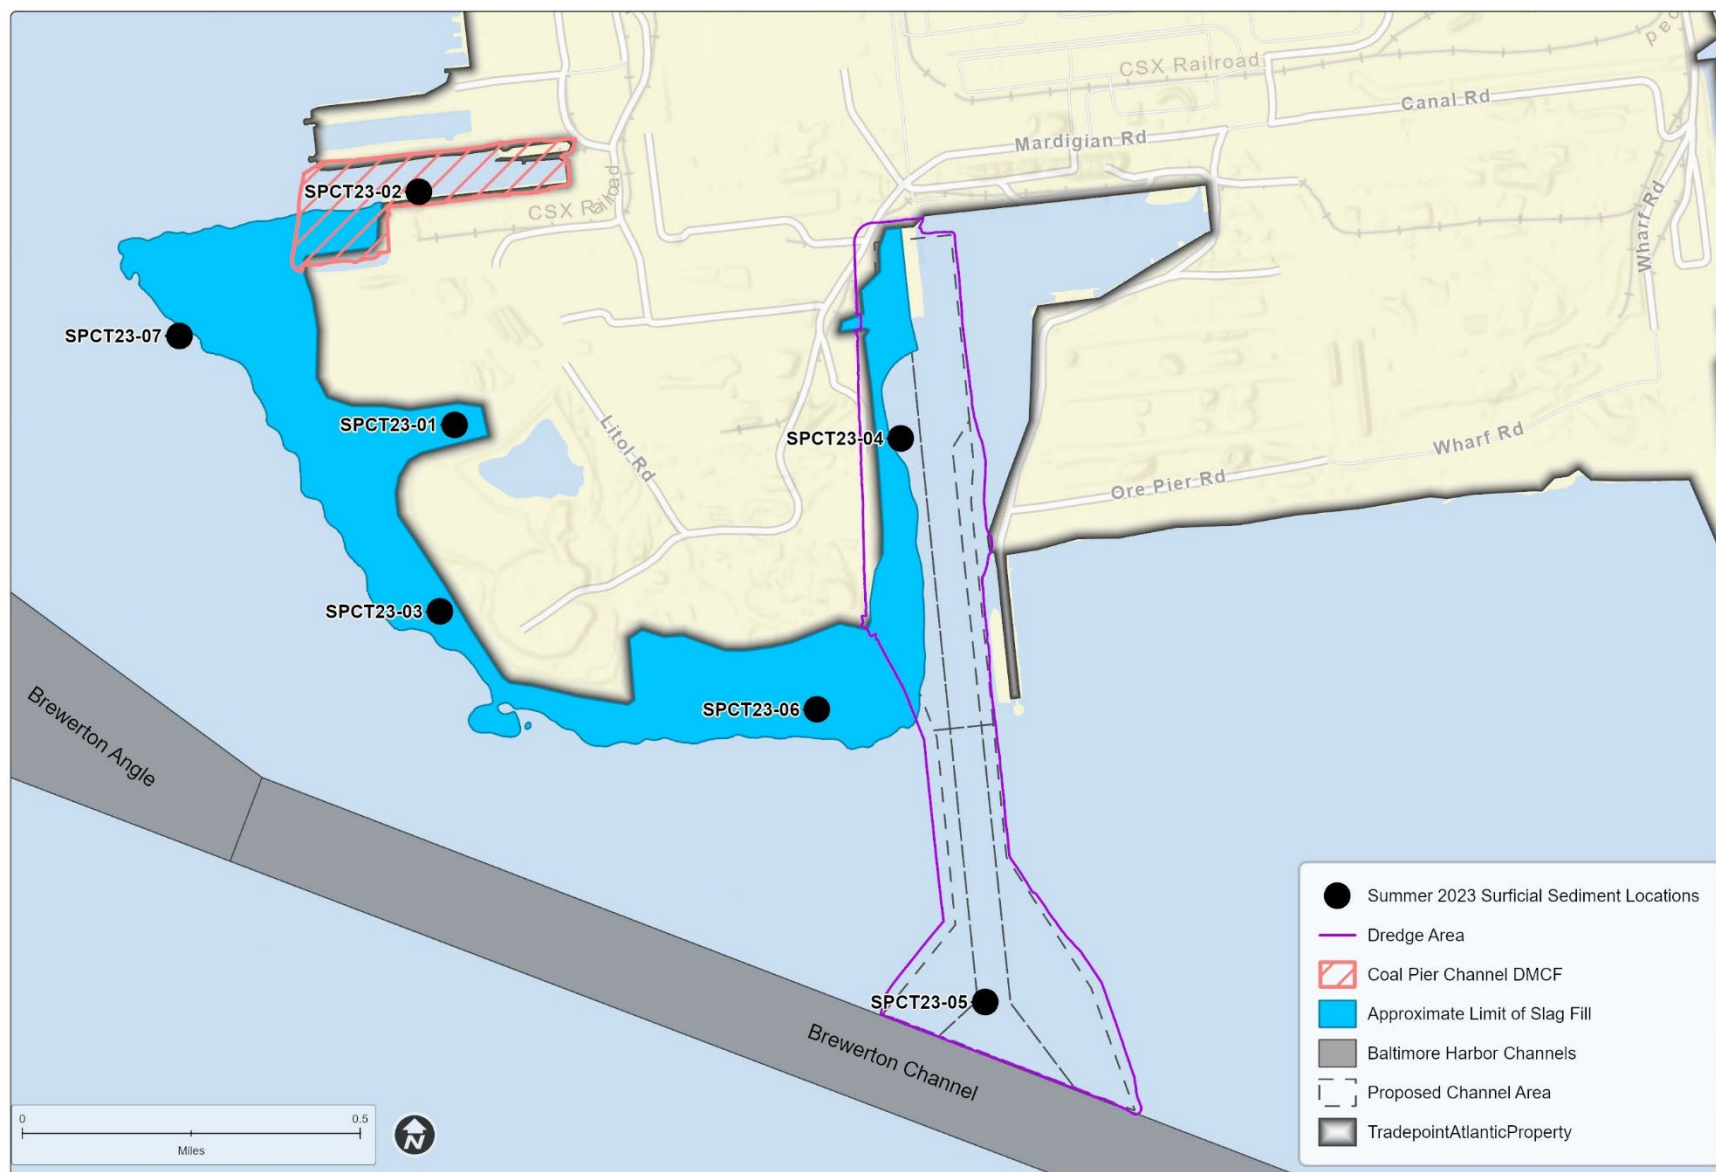 CSX Railroad
Canal Rd
Mardigian Rd
SPCT23-02
CSX R
ailroad
Wharf Rd
SPCT23-07
SPCT23-01
Litol Rd
SPCT23-04
Wharf Rd
Ore Pier Rd
SPCT23-03
SPCT23-06
Brewerton Angle
SPCT23-05
Brewerton Channel
Summer 2023 Surficial Sediment Locations
Dredge Area
Coal Pier Channel DMCF
Approximate Limit of Slag Fill
Baltimore Harbor Channels
Proposed Channel Area
TradepointAtlanticProperty
0 0.5
Miles
N